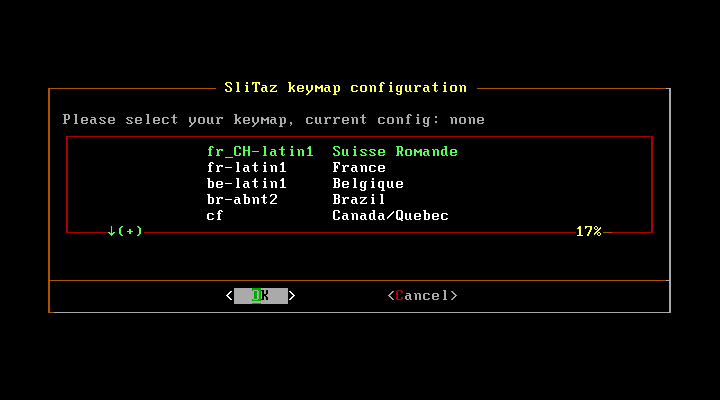 SliTaz keymap configuration
Please select your keymap, current config: none
fr_CH-latin1 Suisse Romande
fr-latin1 France
be-latin1 Belgique
br-abnt2 Brazil
cf Canada/Quebec
↓(+) 17%
< OK > <Cancel>